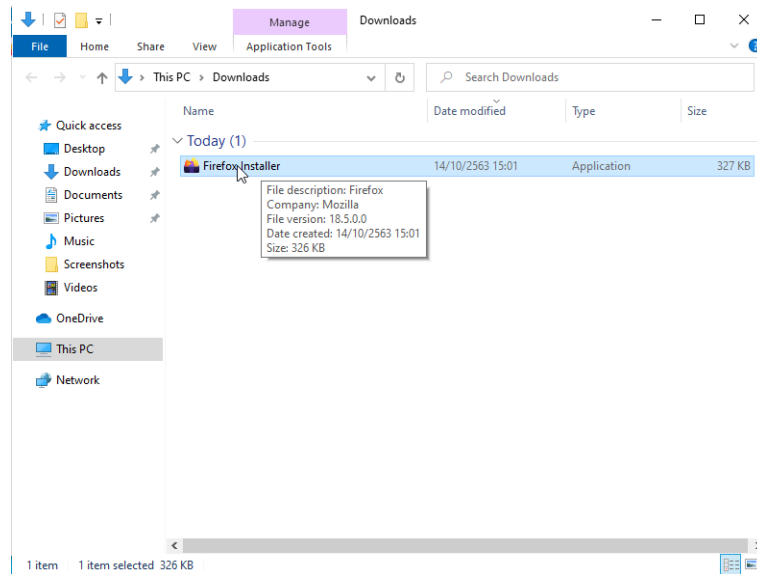 Manage
Downloads
File
Home
Share
View
Application Tools
This PC
Downloads
Search Downloads
Name
Date modified
Type
Size
Quick access
Desktop
Downloads
Documents
Pictures
Music
Screenshots
Videos
OneDrive
This PC
Network
Today (1)
Firefox Installer
14/10/2563 15:01
Application
327 KB
File description: Firefox
Company: Mozilla
File version: 18.5.0.0
Date created: 14/10/2563 15:01
Size: 326 KB
1 item
1 item selected 326 KB